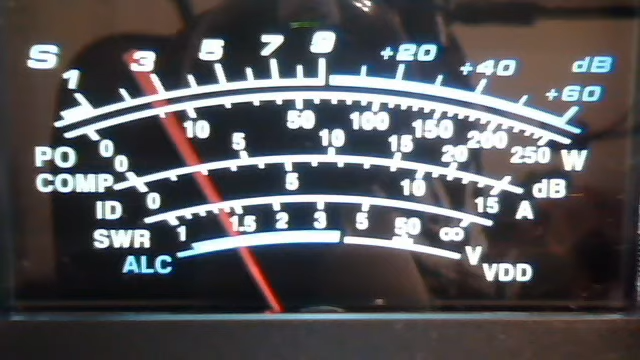 S 1 3 5 7 9 +20 +40 +60 dB
PO 0 10 50 100 150 200 250 W
COMP 0 5 10 15 20 dB
ID 0 5 10 15 A
SWR 1 1.5 2 3 5 50 ∞
ALC V
VDD